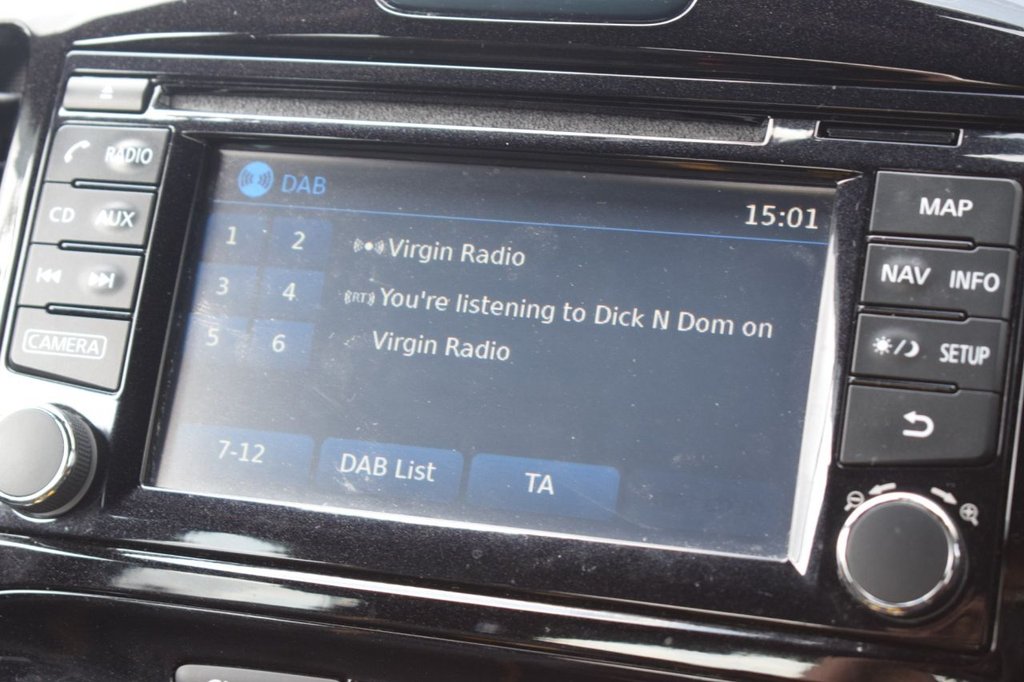 RADIO
CD AUX
CAMERA
DAB
15:01
1 2
3 4
5 6
Virgin Radio
(RT) You're listening to Dick N Dom on
Virgin Radio
7-12 DAB List TA
MAP
NAV INFO
SETUP